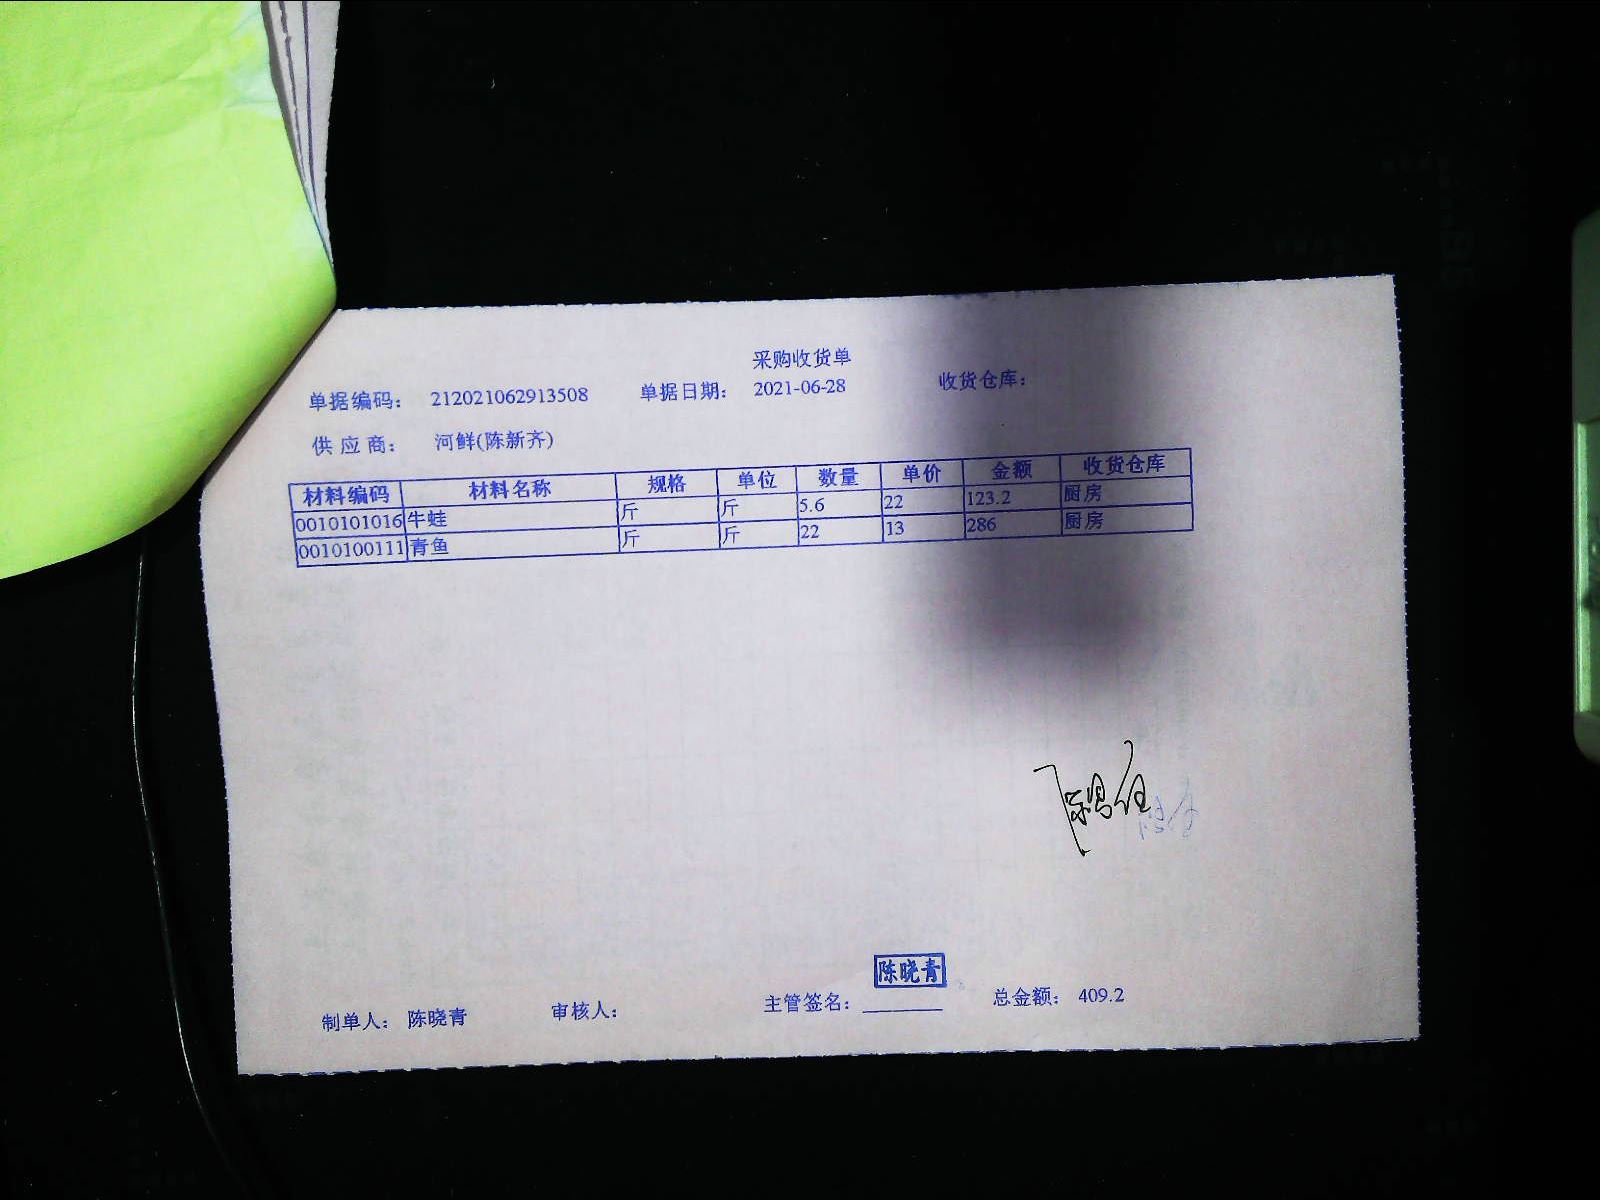 采购收货单
单据编码： 212021062913508 单据日期： 2021-06-28 收货仓库：
供应商： 河鲜(陈新齐)
材料编码 材料名称 规格 单位 数量 单价 金额 收货仓库
0010101016 牛蛙 斤 斤 5.6 22 123.2 厨房
0010100111 青鱼 斤 斤 22 13 286 厨房
陈晓青
制单人： 陈晓青 审核人： 主管签名： 总金额： 409.2